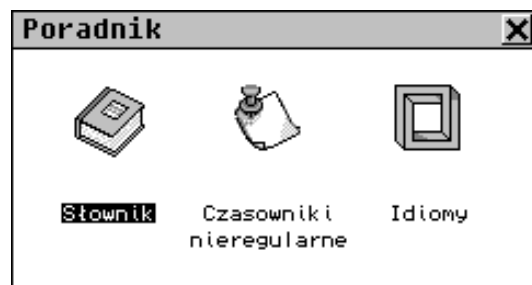 Poradnik
Słownik
Czasowniki
nieregularne
Idiomy